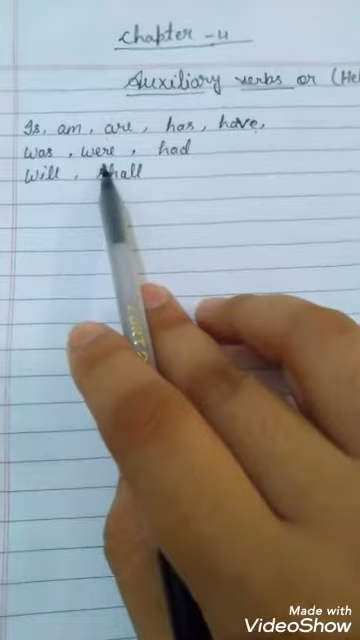 Chapter - 4
Auxiliary verbs or (He
Is, am, are, has, have,
was, were, had
will, shall
Made with
VideoShow